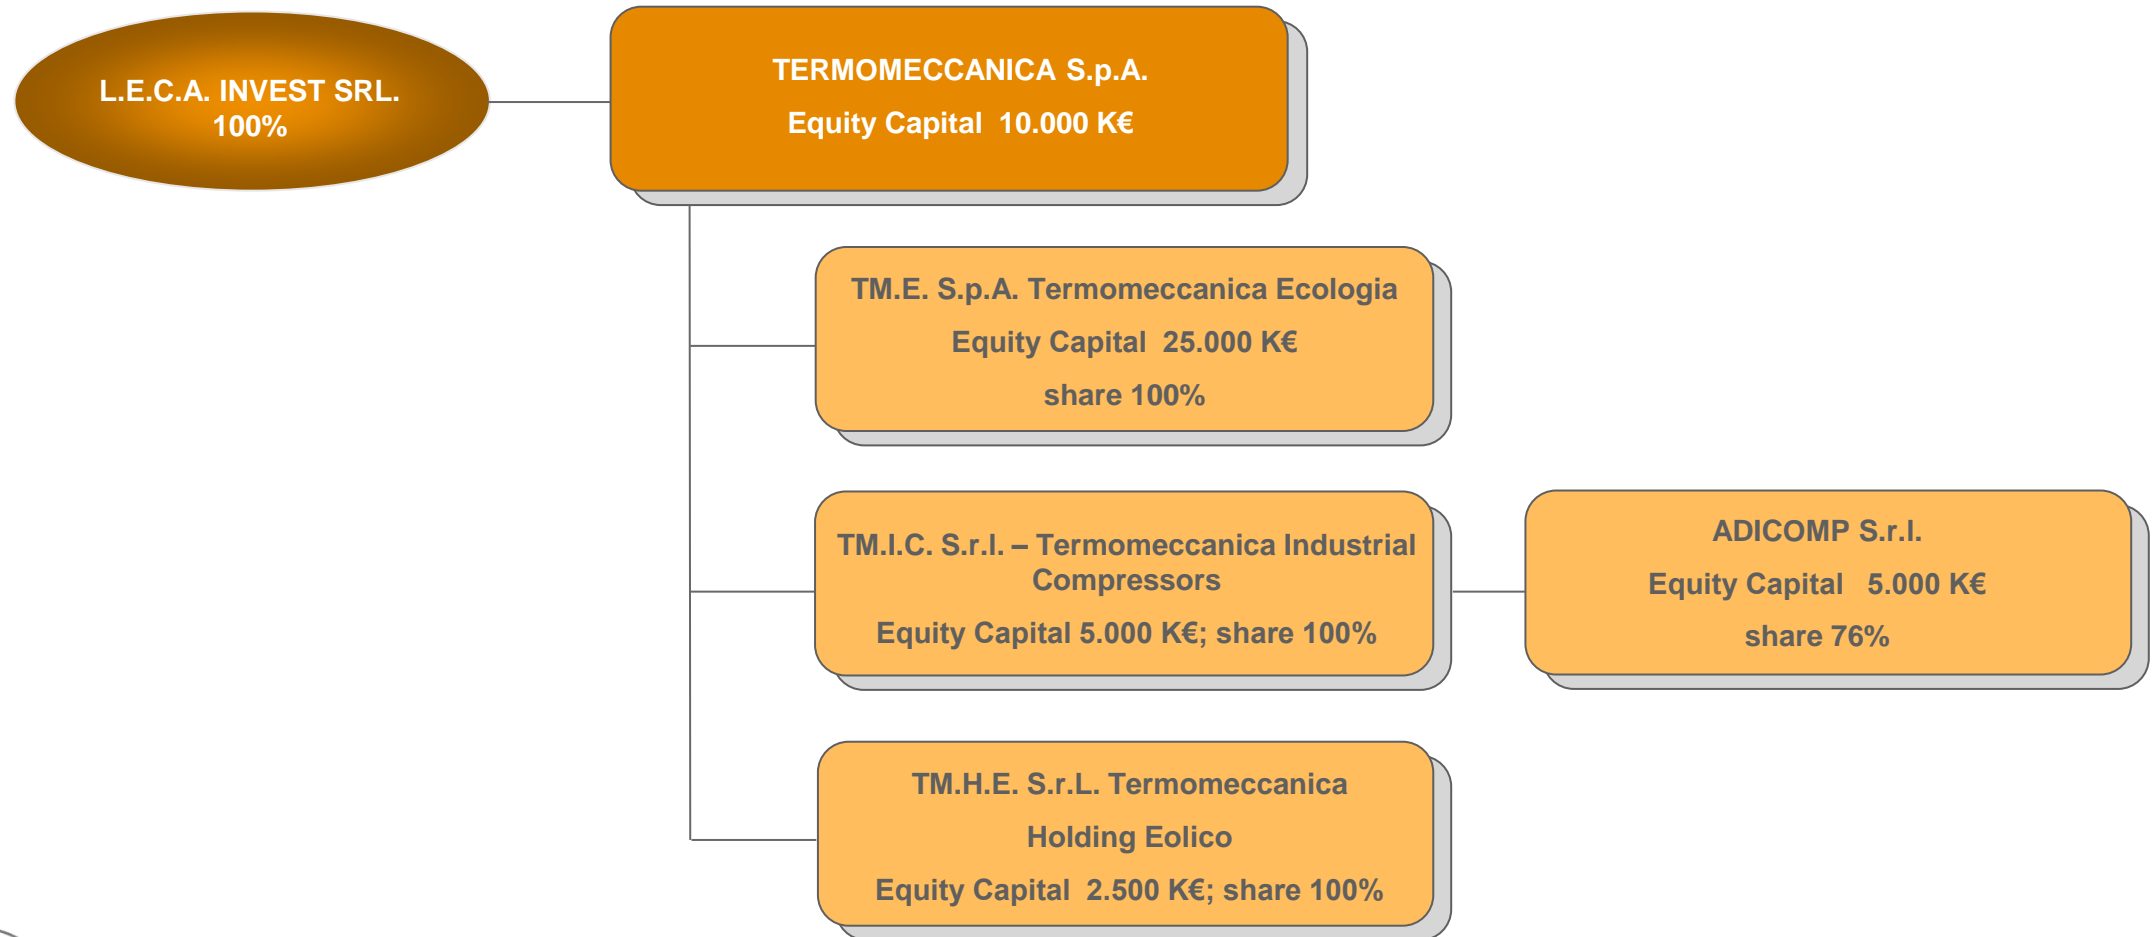 L.E.C.A. INVEST SRL.
100%
TERMOMECCANICA S.p.A.
Equity Capital 10.000 K€
TM.E. S.p.A. Termomeccanica Ecologia
Equity Capital 25.000 K€
share 100%
TM.I.C. S.r.l. – Termomeccanica Industrial
Compressors
Equity Capital 5.000 K€; share 100%
ADICOMP S.r.l.
Equity Capital 5.000 K€
share 76%
TM.H.E. S.r.L. Termomeccanica
Holding Eolico
Equity Capital 2.500 K€; share 100%